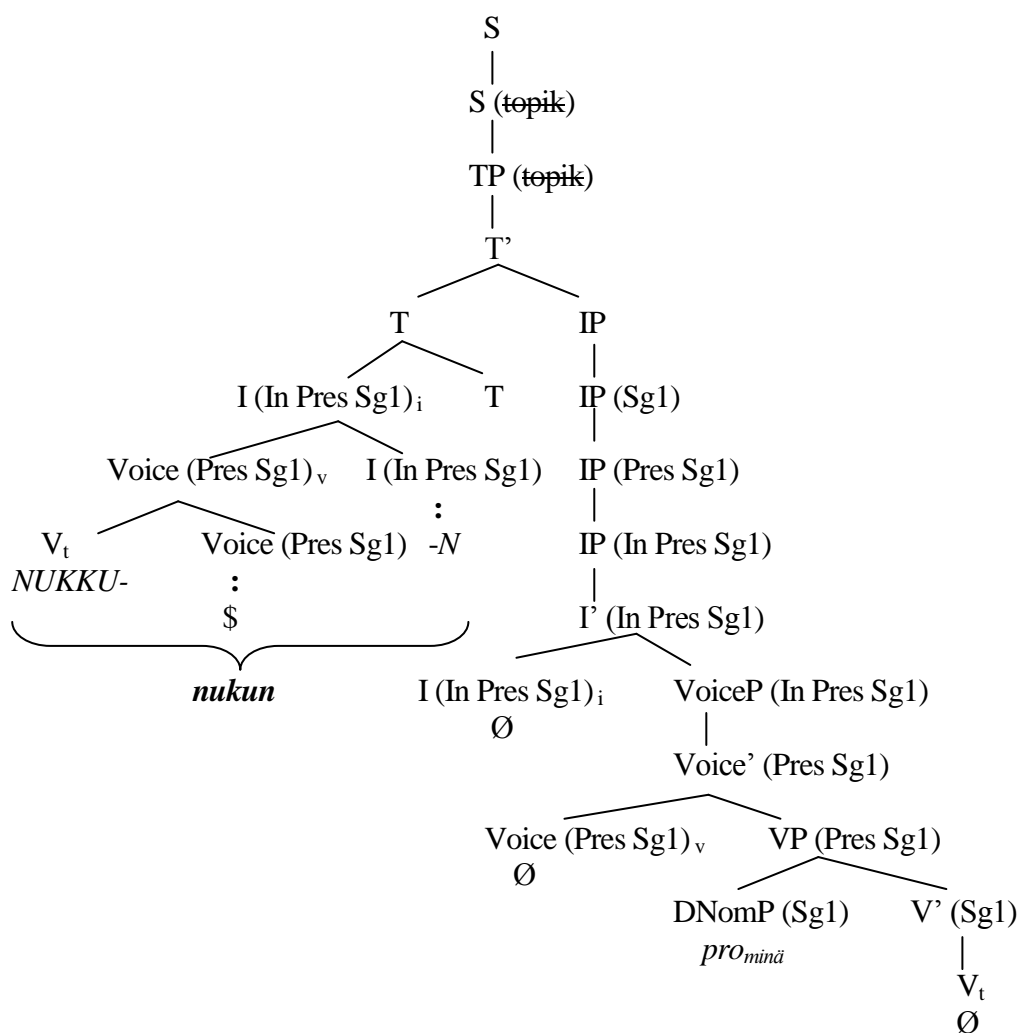 S
S (topik)
TP (topik)
T’
T IP
I (In Pres Sg1) i T IP (Sg1)
Voice (Pres Sg1) v I (In Pres Sg1) IP (Pres Sg1)
:
Vt Voice (Pres Sg1) -N IP (In Pres Sg1)
NUKKU- : I’ (In Pres Sg1)
$
nukun I (In Pres Sg1) i VoiceP (In Pres Sg1)
Ø
Voice’ (Pres Sg1)
Voice (Pres Sg1) v VP (Pres Sg1)
Ø
DNomP (Sg1) V’ (Sg1)
prominä
Vt
Ø